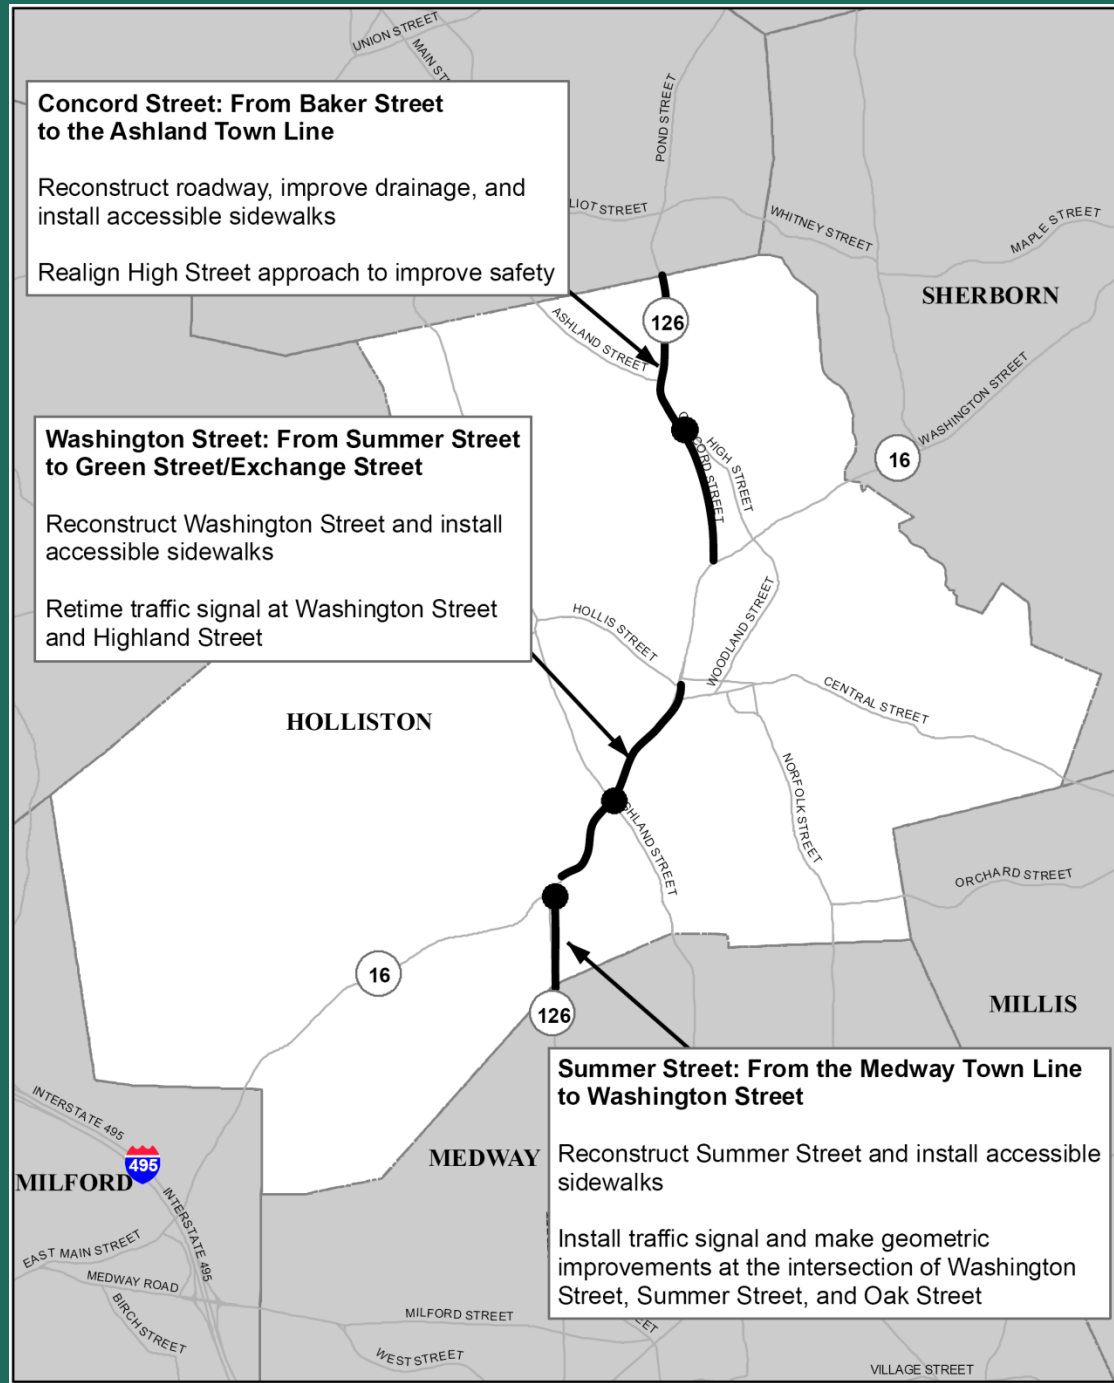 UNION STREET
MAIN ST
Concord Street: From Baker Street
to the Ashland Town Line
Reconstruct roadway, improve drainage, and
install accessible sidewalks
Realign High Street approach to improve safety
POND STREET
LIOT STREET
WHITNEY STREET
MAPLE STREET
SHERBORN
126
ASHLAND STREET
WASHINGTON STREET
16
HIGH STREET
CORD STREET
Washington Street: From Summer Street
to Green Street/Exchange Street
Reconstruct Washington Street and install
accessible sidewalks
Retime traffic signal at Washington Street
and Highland Street
HOLLIS STREET
WOODLAND STREET
CENTRAL STREET
HOLLISTON
NORFOLK STREET
GHLAND STREET
ORCHARD STREET
16
126
MILLIS
Summer Street: From the Medway Town Line
to Washington Street
Reconstruct Summer Street and install accessible
sidewalks
Install traffic signal and make geometric
improvements at the intersection of Washington
Street, Summer Street, and Oak Street
INTERSTATE 495
495
MEDWAY
MILFORD
INTERSTATE 495
EAST MAIN STREET
MEDWAY ROAD
BIRCH STREET
MILFORD STREET
WEST STREET
VILLAGE STREET